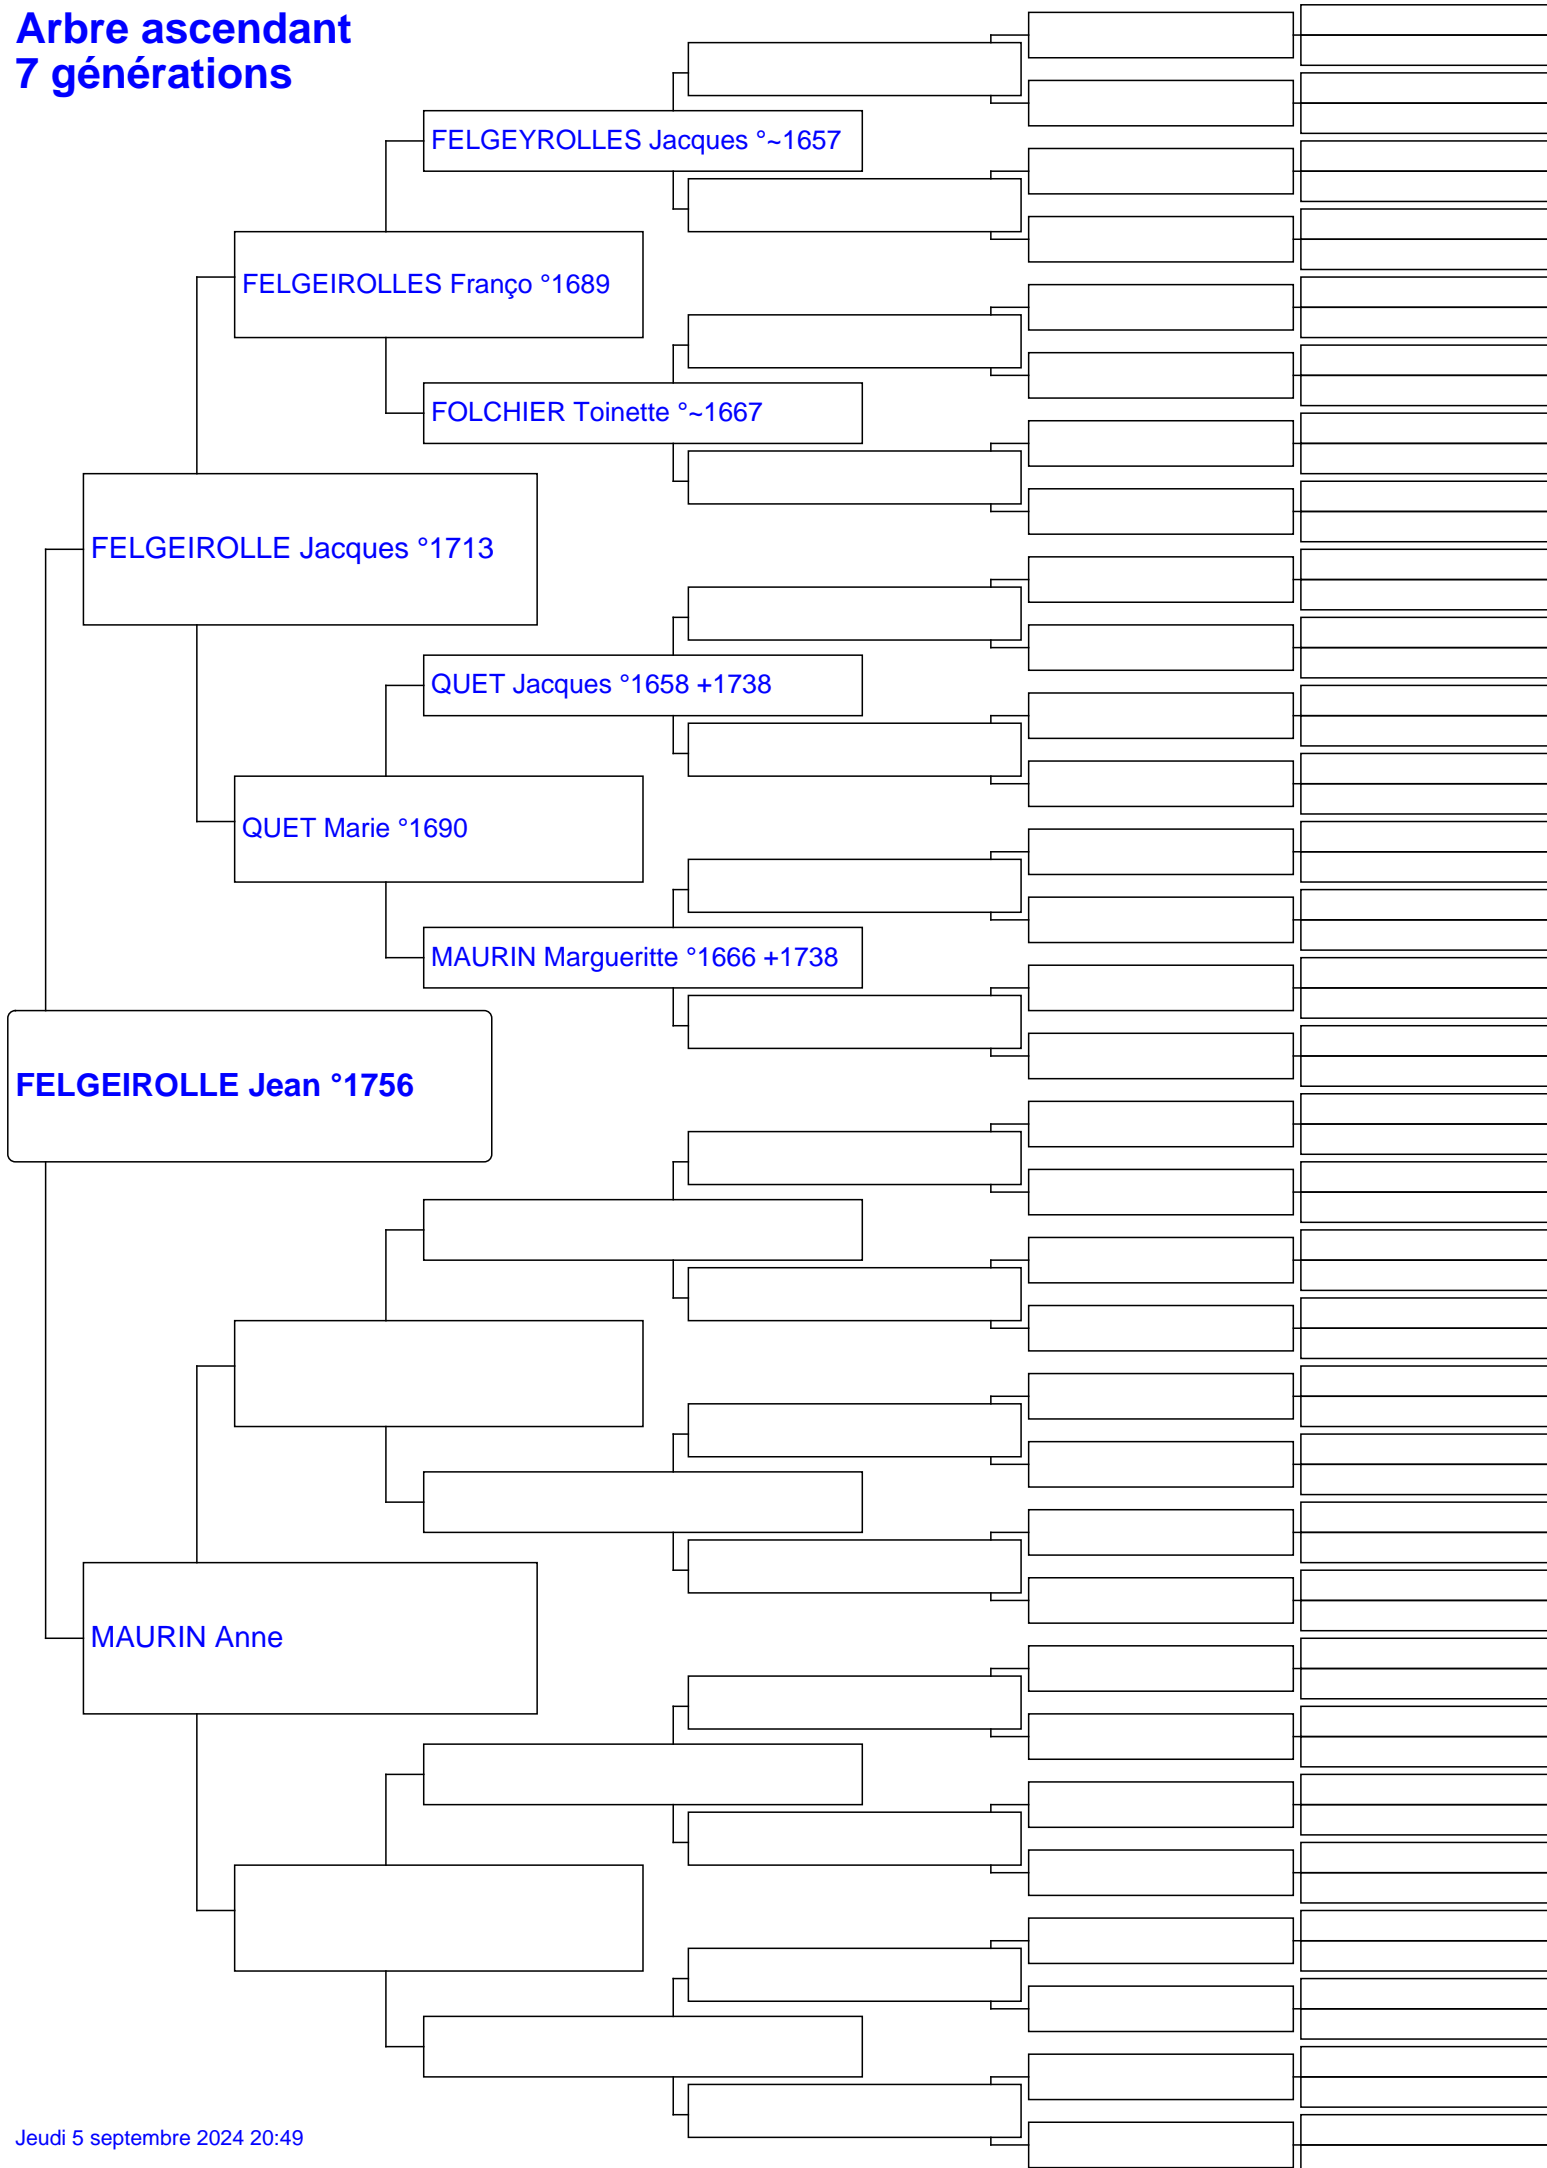 Arbre ascendant
7 générations
FELGEYROLLES Jacques °~1657
FELGEIROLLES Franço °1689
FOLCHIER Toinette °~1667
FELGEIROLLE Jacques °1713
QUET Jacques °1658 +1738
QUET Marie °1690
MAURIN Margueritte °1666 +1738
FELGEIROLLE Jean °1756
MAURIN Anne
Jeudi 5 septembre 2024 20:49